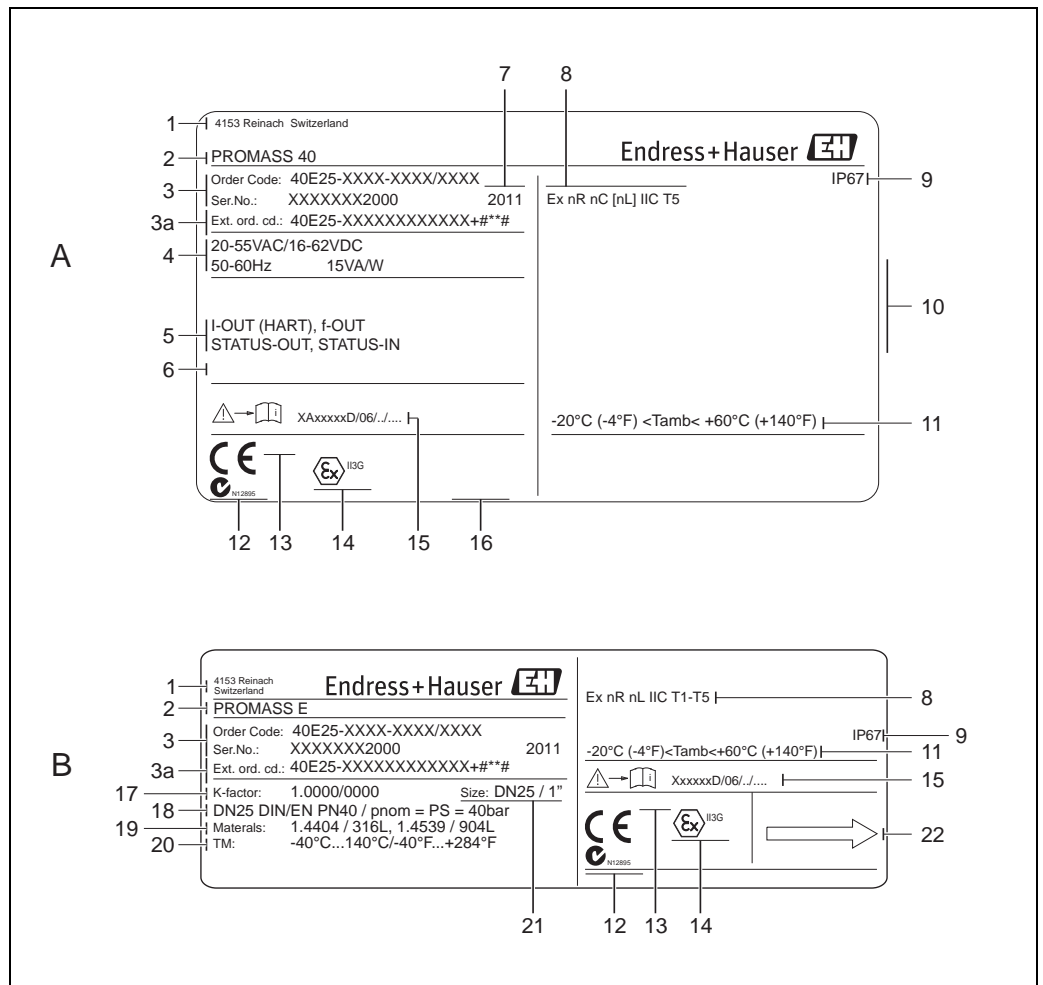 7 8
1 4153 Reinach Switzerland
Endress+Hauser EH
2 PROMASS 40
IP67 9
3 Order Code: 40E25-XXXX-XXXX/XXXX
Ser.No.: XXXXXXX2000 2011
Ex nR nC [nL] IIC T5
3a Ext. ord. cd.: 40E25-XXXXXXXXXXXX+#**#
A
4 20-55VAC/16-62VDC
50-60Hz 15VA/W
10
5 I-OUT (HART), f-OUT
STATUS-OUT, STATUS-IN
6
i XAxxxxxD/06/../....
-20°C (-4°F) <Tamb< +60°C (+140°F) 11
CE Ex II3G
N12895
12 13 14 15 16
1 4153 Reinach
Switzerland
Endress+Hauser EH
2 PROMASS E
Ex nR nL IIC T1-T5 8
3 Order Code: 40E25-XXXX-XXXX/XXXX
Ser.No.: XXXXXXX2000 2011
IP67 9
3a Ext. ord. cd.: 40E25-XXXXXXXXXXXX+#**#
-20°C (-4°F)<Tamb<+60°C (+140°F) 11
B
i XxxxxxD/06/../.... 15
17 K-factor: 1.0000/0000 Size: DN25 / 1”
18 DN25 DIN/EN PN40 / pnom = PS = 40bar
19 Materals: 1.4404 / 316L, 1.4539 / 904L
20 TM: -40°C...140°C/-40°F...+284°F
CE Ex II3G
22
N12895
21 12 13 14